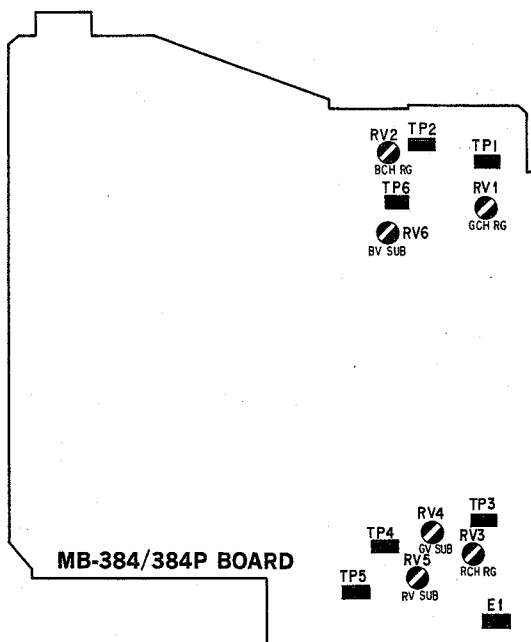 RV2
TP2
BCH RG
TP1
TP6
RV1
GCH RG
RV6
BV SUB
TP3
RV4
GV SUB
RV3
RCH RG
TP4
RV5
RV SUB
MB-384/384P BOARD
TP5
E1